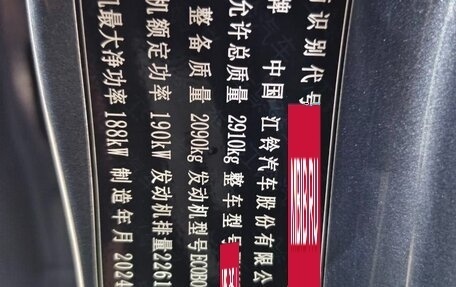 识别代号
牌 中国 江铃汽车股份有限公
允许总质量 2910kg 整车型号
整备质量 2090kg 发动机型号 ECOBO
机额定功率 190kW 发动机排量 2261
机最大净功率 188kW 制造年月 2024